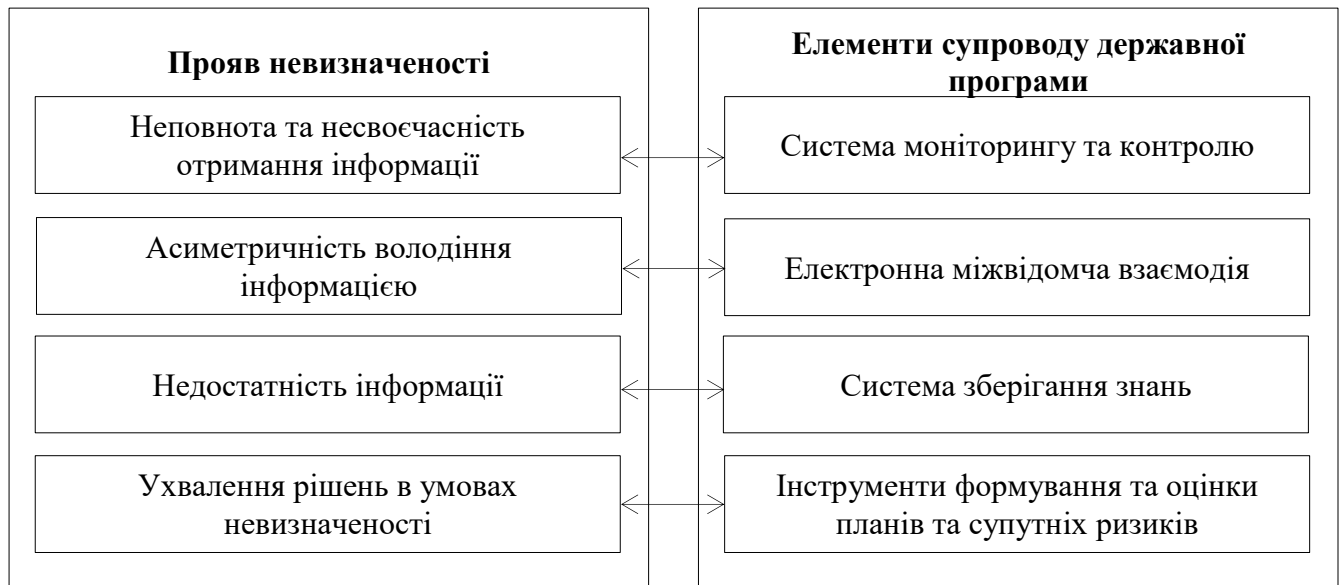 Прояв невизначеності
Неповнота та несвоєчасність
отримання інформації
Асиметричність володіння
інформацією
Недостатність інформації
Ухвалення рішень в умовах
невизначеності
Елементи супроводу державної
програми
Система моніторингу та контролю
Електронна міжвідомча взаємодія
Система зберігання знань
Інструменти формування та оцінки
планів та супутніх ризиків